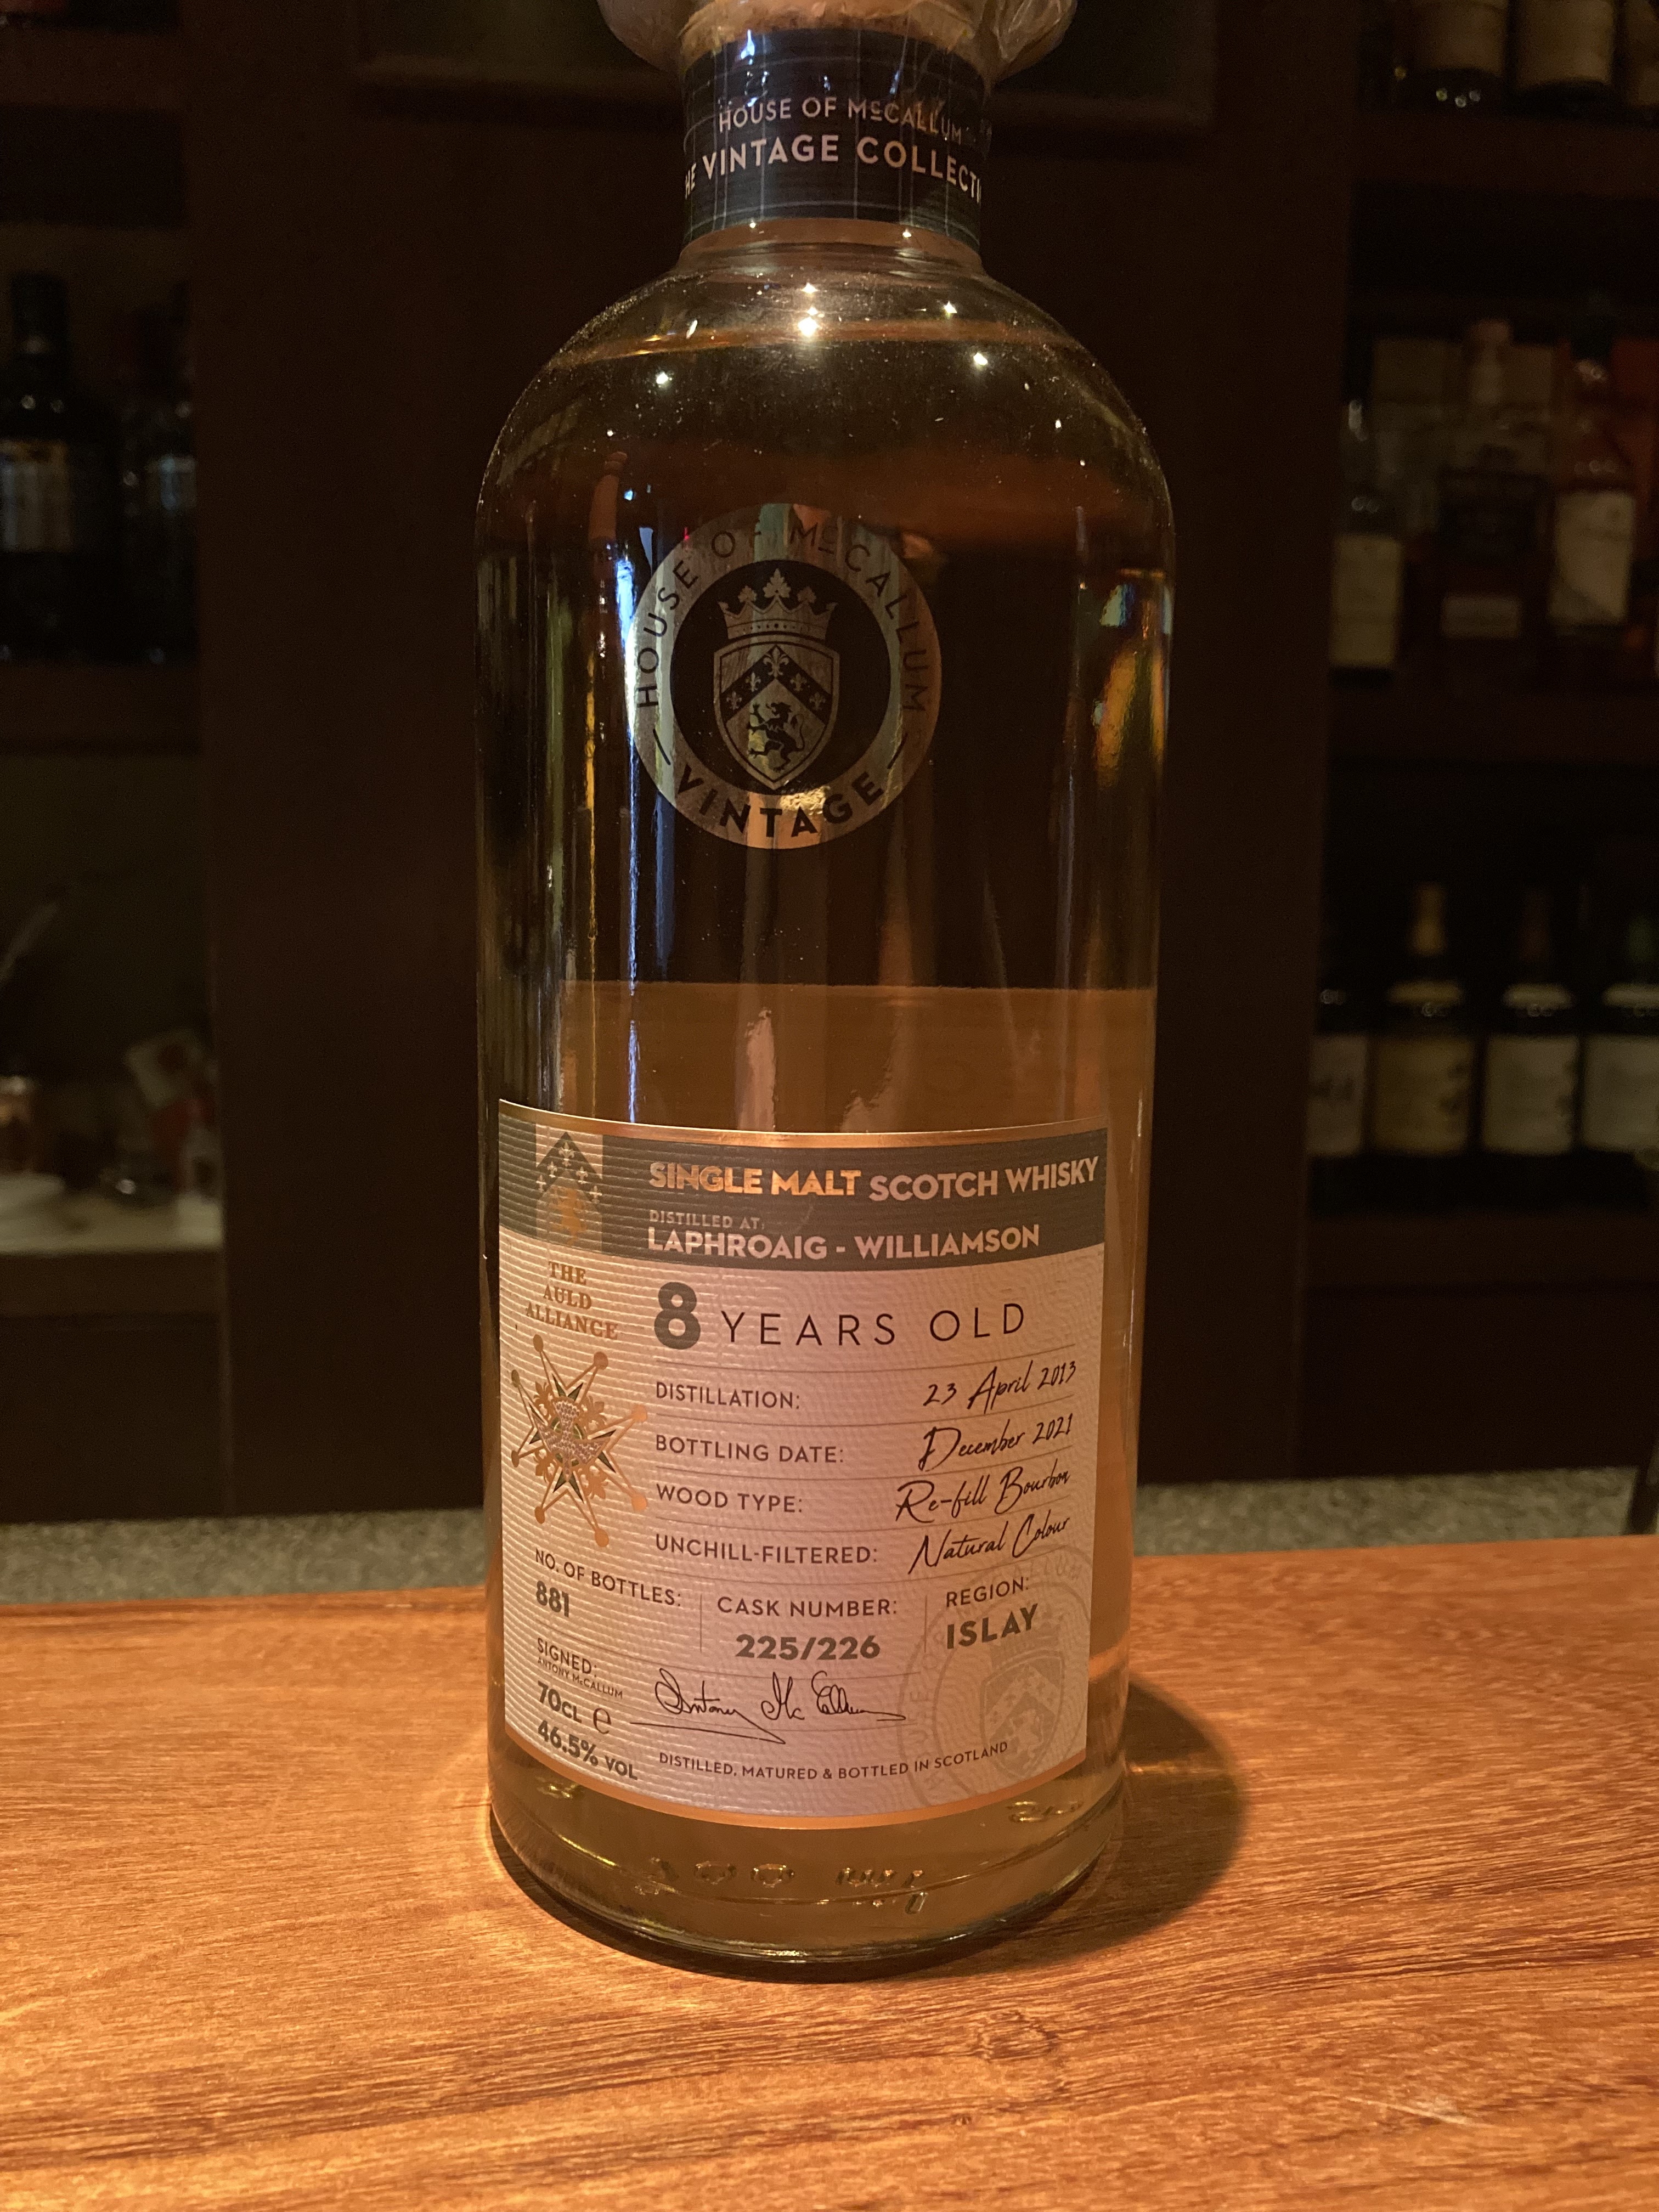 HOUSE OF McCALLUM
VINTAGE
HOUSE OF McCALLUM
VINTAGE
SINGLE MALT SCOTCH WHISKY
DISTILLED AT:
LAPHROAIG - WILLIAMSON
THE
AULD
ALLIANCE
8 YEARS OLD
DISTILLATION: 23 April 2013
BOTTLING DATE: December 2021
WOOD TYPE: Re-fill Bourbon
UNCHILL-FILTERED: Natural Colour
NO. OF BOTTLES:
881
CASK NUMBER:
225/226
REGION:
ISLAY
SIGNED:
ANTONY McCALLUM
Antony Mc Callum
70CL e
46.5% VOL
DISTILLED, MATURED & BOTTLED IN SCOTLAND